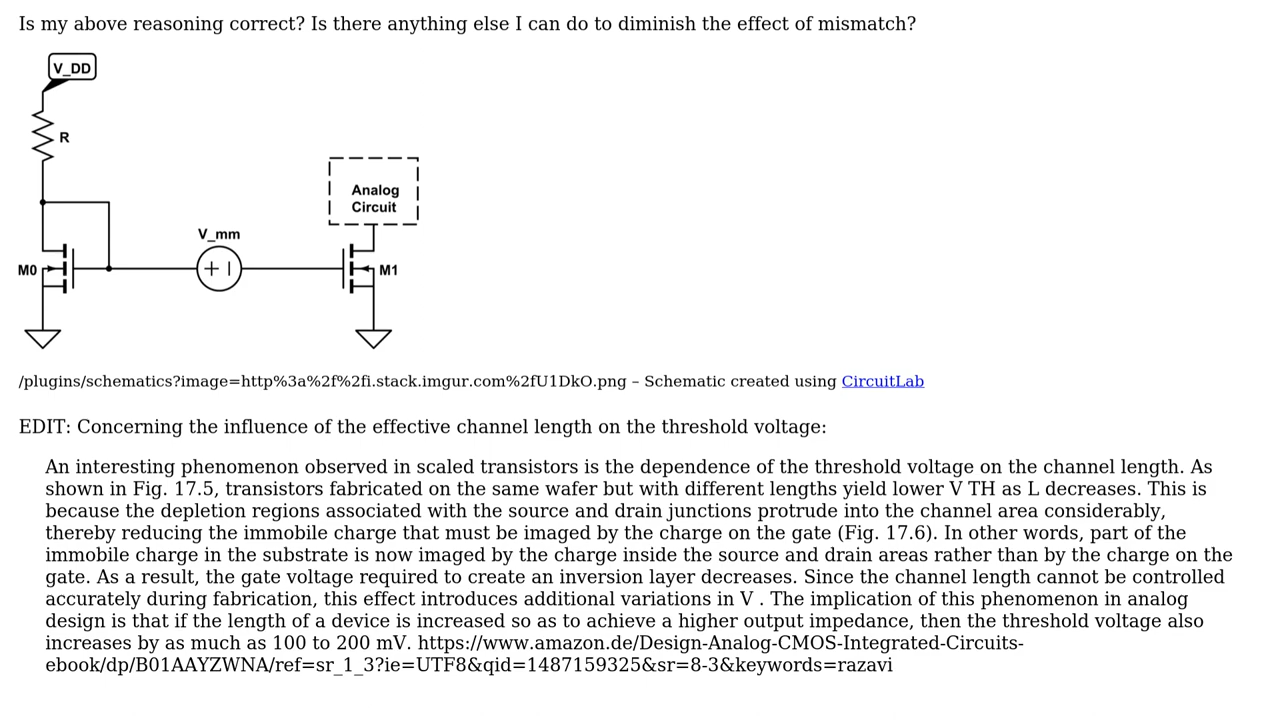 Is my above reasoning correct? Is there anything else I can do to diminish the effect of mismatch?
V_DD
R
Analog
Circuit
V_mm
M0
M1
/plugins/schematics?image=http%3a%2f%2fi.stack.imgur.com%2fU1DkO.png – Schematic created using CircuitLab
EDIT: Concerning the influence of the effective channel length on the threshold voltage:
An interesting phenomenon observed in scaled transistors is the dependence of the threshold voltage on the channel length. As
shown in Fig. 17.5, transistors fabricated on the same wafer but with different lengths yield lower V TH as L decreases. This is
because the depletion regions associated with the source and drain junctions protrude into the channel area considerably,
thereby reducing the immobile charge that must be imaged by the charge on the gate (Fig. 17.6). In other words, part of the
immobile charge in the substrate is now imaged by the charge inside the source and drain areas rather than by the charge on the
gate. As a result, the gate voltage required to create an inversion layer decreases. Since the channel length cannot be controlled
accurately during fabrication, this effect introduces additional variations in V . The implication of this phenomenon in analog
design is that if the length of a device is increased so as to achieve a higher output impedance, then the threshold voltage also
increases by as much as 100 to 200 mV. https://www.amazon.de/Design-Analog-CMOS-Integrated-Circuits-
ebook/dp/B01AAYZWNA/ref=sr_1_3?ie=UTF8&qid=1487159325&sr=8-3&keywords=razavi